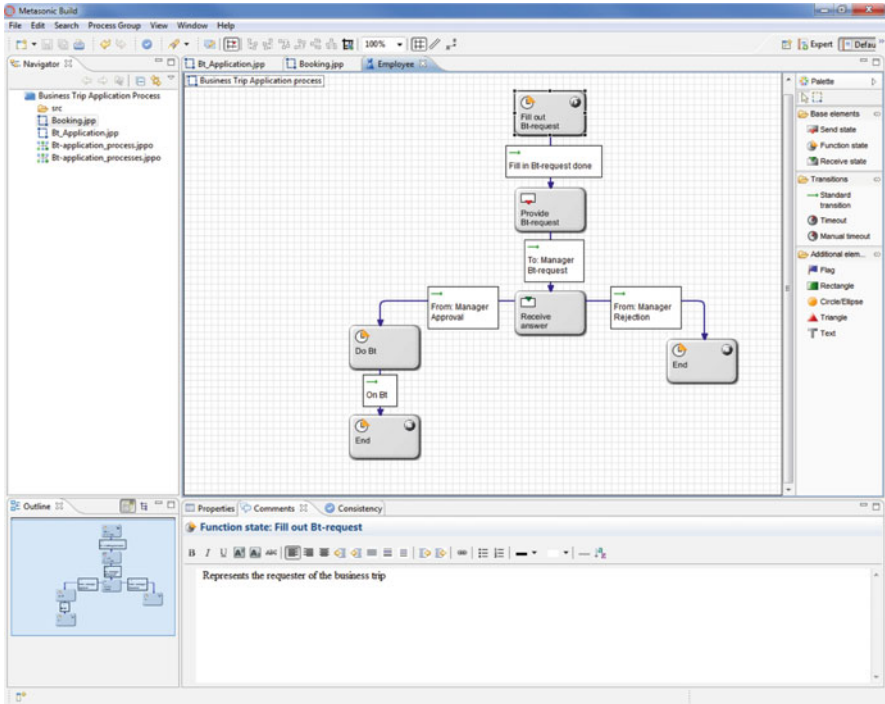 Metasonic Build
File Edit Search Process Group View Window Help
100%
Expert Defau
Navigator
Business Trip Application Process
src
Booking.jpp
Bt_Application.jpp
Bt-application_process.jppo
Bt-application_processes.jppo
Bt_Application.jpp Booking.jpp Employee
Business Trip Application process
Fill out
Bt-request
Fill in Bt-request done
Provide
Bt-request
To: Manager
Bt-request
From: Manager
Approval
Receive
answer
From: Manager
Rejection
Do Bt
End
On Bt
End
Palette
Base elements
Send state
Function state
Receive state
Transitions
Standard
transition
Timeout
Manual timeout
Additional elem...
Flag
Rectangle
Circle/Ellipse
Triangle
Text
Outline
Properties Comments Consistency
Function state: Fill out Bt-request
B I U ABC
Represents the requester of the business trip